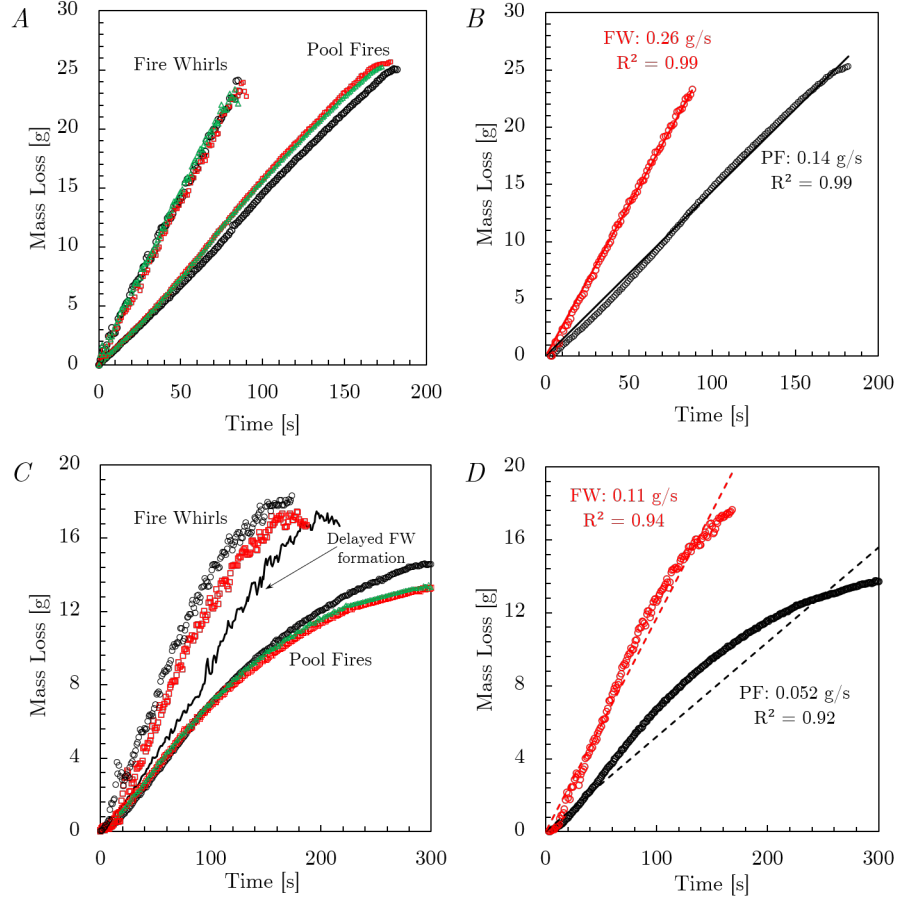 A
30
25
20
15
10
5
0
Mass Loss [g]
Fire Whirls
Pool Fires
0 50 100 150 200
Time [s]
B
30
25
20
15
10
5
0
Mass Loss [g]
FW: 0.26 g/s
R² = 0.99
PF: 0.14 g/s
R² = 0.99
0 50 100 150 200
Time [s]
C
20
16
12
8
4
0
Mass Loss [g]
Fire Whirls
Delayed FW
formation
Pool Fires
0 100 200 300
Time [s]
D
20
16
12
8
4
0
Mass Loss [g]
FW: 0.11 g/s
R² = 0.94
PF: 0.052 g/s
R² = 0.92
0 100 200 300
Time [s]